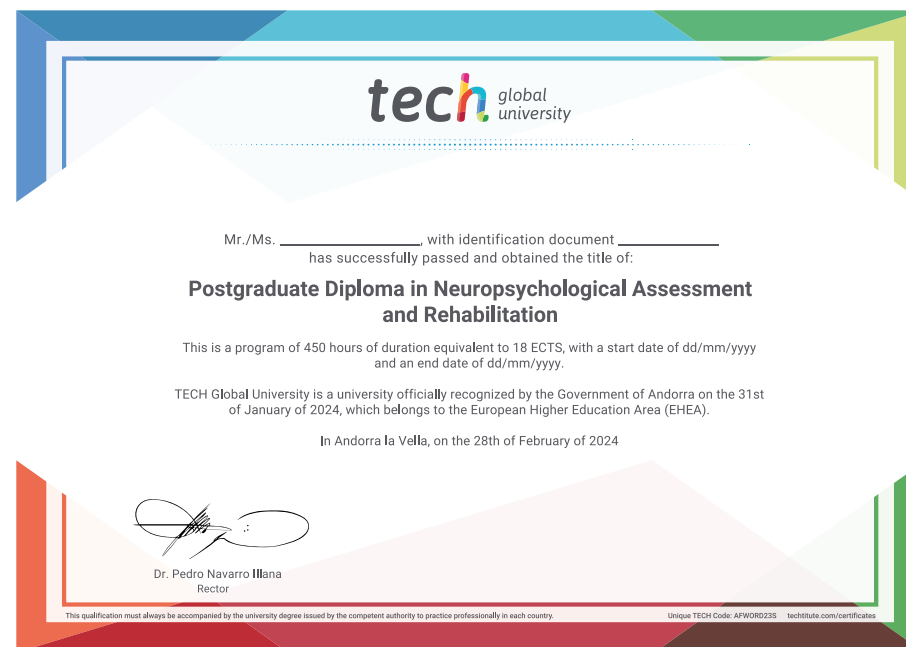 tech global
university
Mr./Ms. ____________, with identification document ____________
has successfully passed and obtained the title of:
Postgraduate Diploma in Neuropsychological Assessment
and Rehabilitation
This is a program of 450 hours of duration equivalent to 18 ECTS, with a start date of dd/mm/yyyy
and an end date of dd/mm/yyyy.
TECH Global University is a university officially recognized by the Government of Andorra on the 31st
of January of 2024, which belongs to the European Higher Education Area (EHEA).
In Andorra la Vella, on the 28th of February of 2024
Dr. Pedro Navarro Illana
Rector
This qualification must always be accompanied by the university degree issued by the competent authority to practice professionally in each country. Unique TECH Code: AFWORD23S techtitute.com/certificates